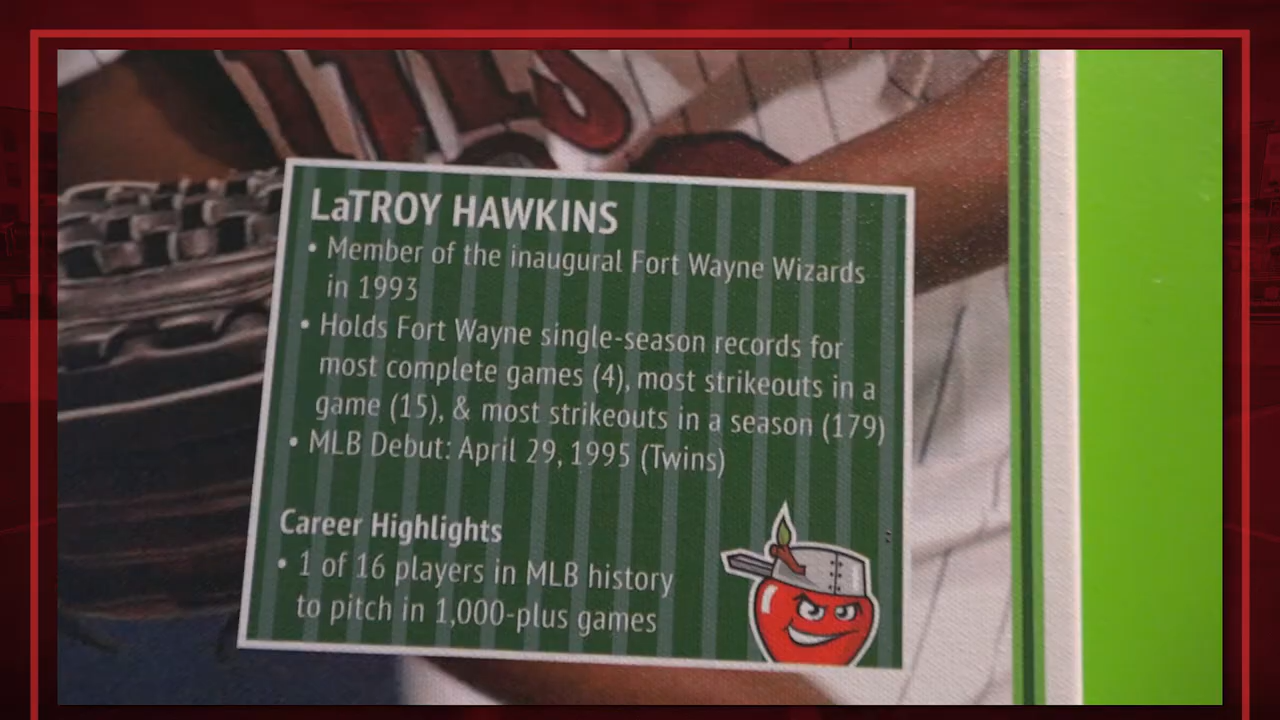 LaTROY HAWKINS
• Member of the inaugural Fort Wayne Wizards
in 1993
• Holds Fort Wayne single-season records for
most complete games (4), most strikeouts in a
game (15), & most strikeouts in a season (179)
• MLB Debut: April 29, 1995 (Twins)
Career Highlights
• 1 of 16 players in MLB history
to pitch in 1,000-plus games